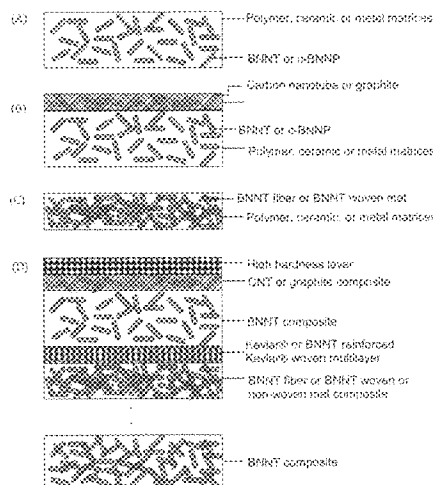 (A)
Polymer, ceramic, or metal matrices
BNNT or c-BNNP
Carbon nanotube or graphite
(B)
BNNT or c-BNNP
Polymer, ceramic or metal matrices
(C)
BNNT fiber or BNNT woven mat
Polymer, ceramic, or metal matrices
(D)
High hardness layer
CNT or graphite composite
BNNT composite
Kevlar® or BNNT reinforced
Kevlar® woven multilayer
BNNT fiber or BNNT woven or
non-woven mat composite
BNNT composite